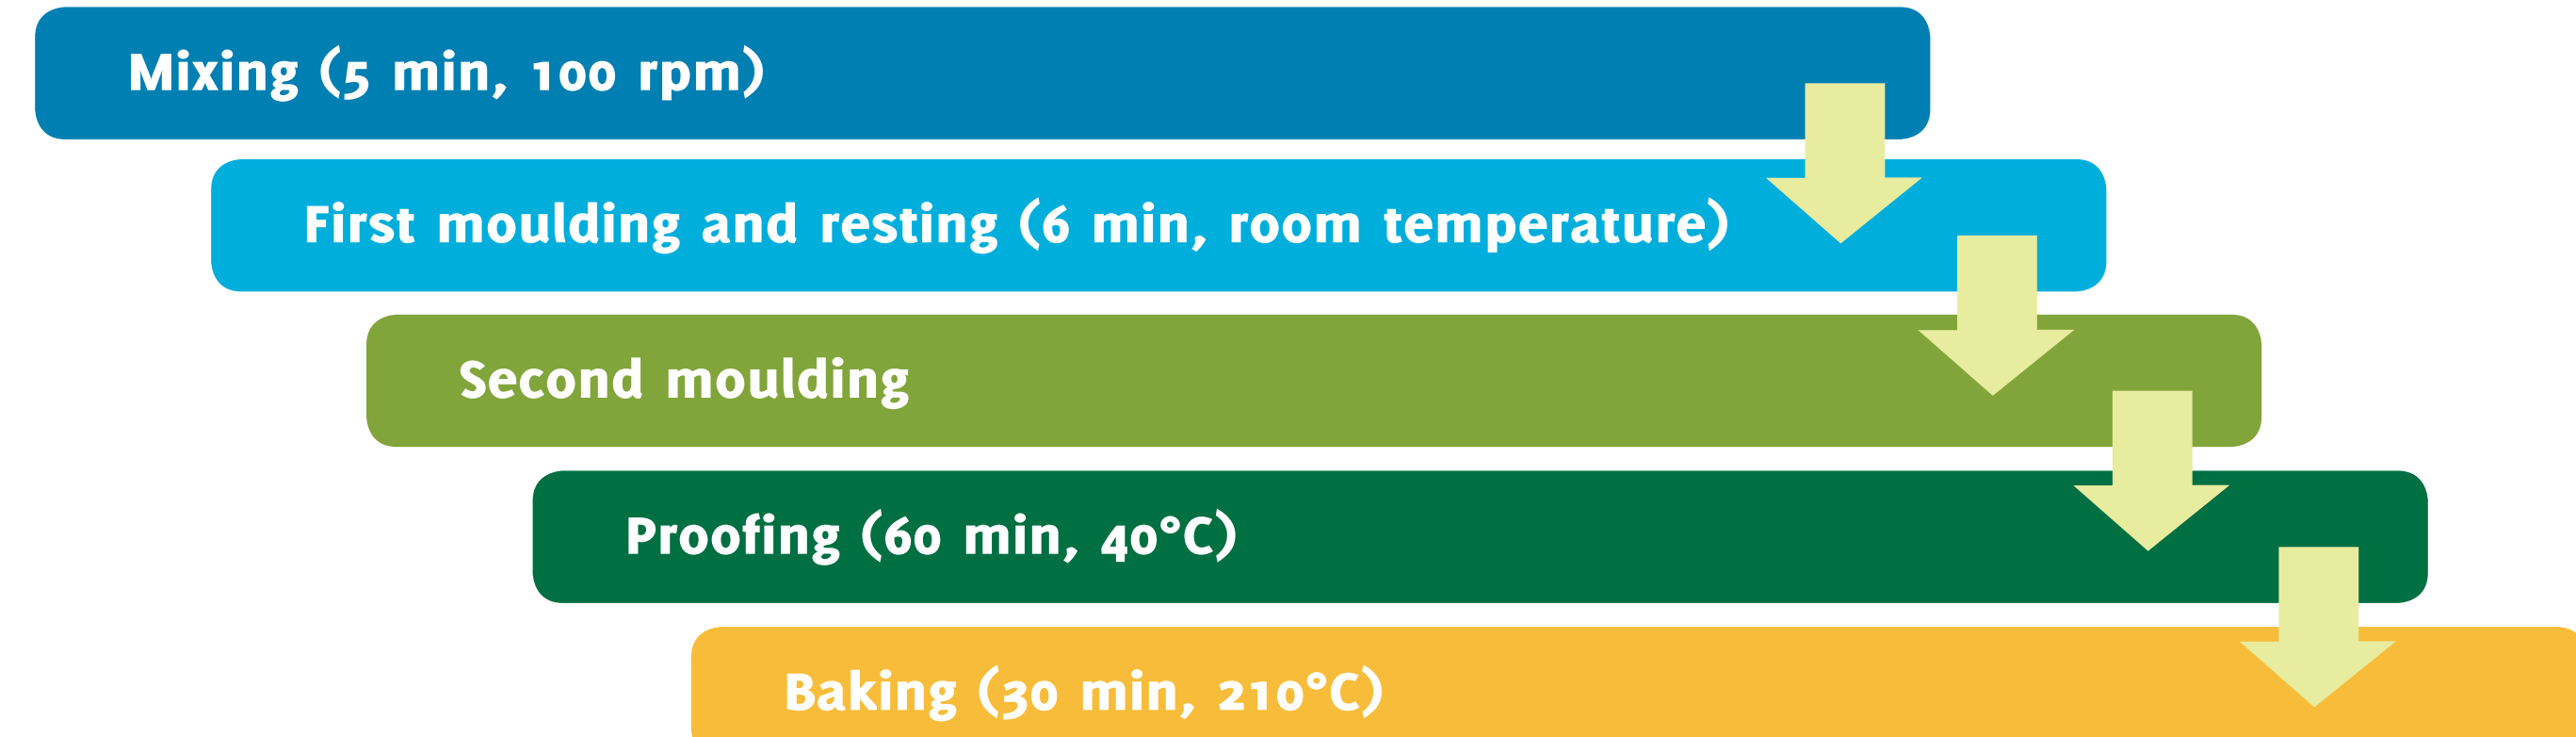 Mixing (5 min, 100 rpm)
First moulding and resting (6 min, room temperature)
Second moulding
Proofing (60 min, 40°C)
Baking (30 min, 210°C)